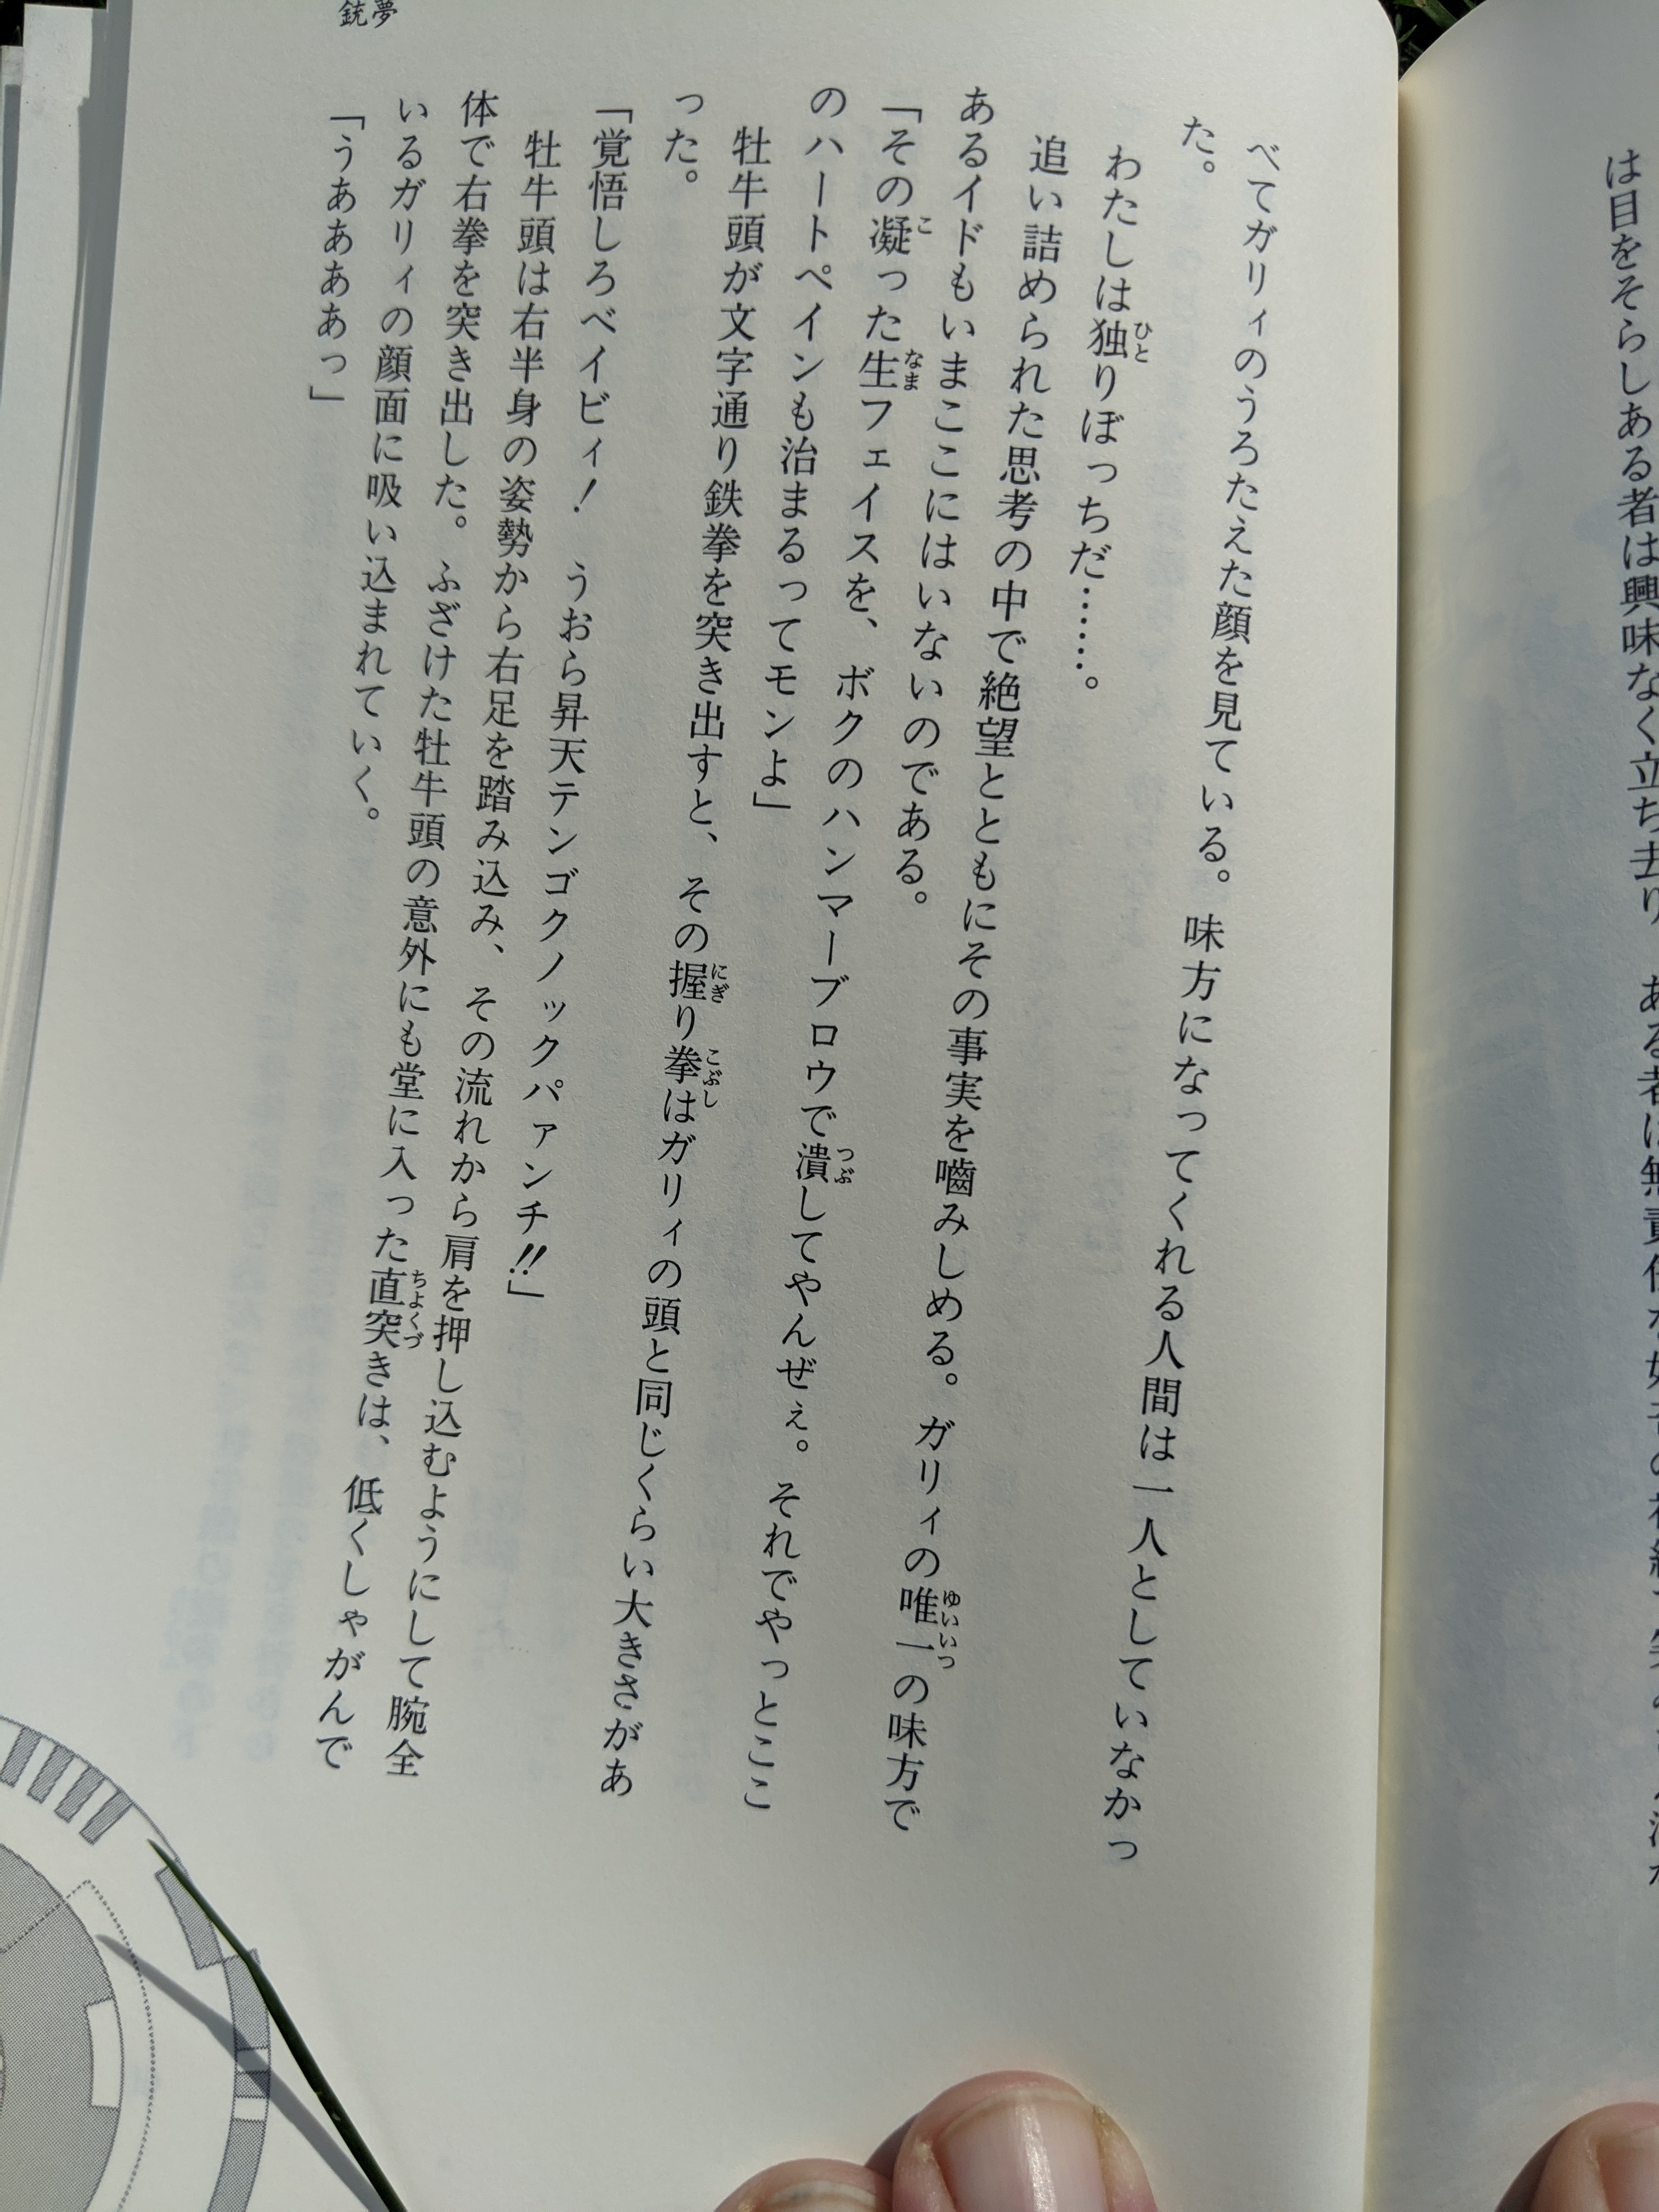 は目をそらしある者は興味なく立ち去り
べてガリィのうろたえた顔を見ている。味方になってくれる人間は一人としていなかっ
た。
わたしは独りぼっちだ……。
追い詰められた思考の中で絶望とともにその事実を嚙みしめる。ガリィの唯一の味方で
あるイドもいまここにはいないのである。
「その凝った生フェイスを、ボクのハンマーブロウで潰してやんぜぇ。それでやっとここ
のハートペインも治まるってモンよ」
牡牛頭が文字通り鉄拳を突き出すと、その握り拳はガリィの頭と同じくらい大きさがあ
った。
「覚悟しろベイビィ！　うおら昇天テンゴクノックパァンチ!!」
牡牛頭は右半身の姿勢から右足を踏み込み、その流れから肩を押し込むようにして腕全
体で右拳を突き出した。ふざけた牡牛頭の意外にも堂に入った直突きは、低くしゃがんで
いるガリィの顔面に吸い込まれていく。
「うああああっ」
銃夢